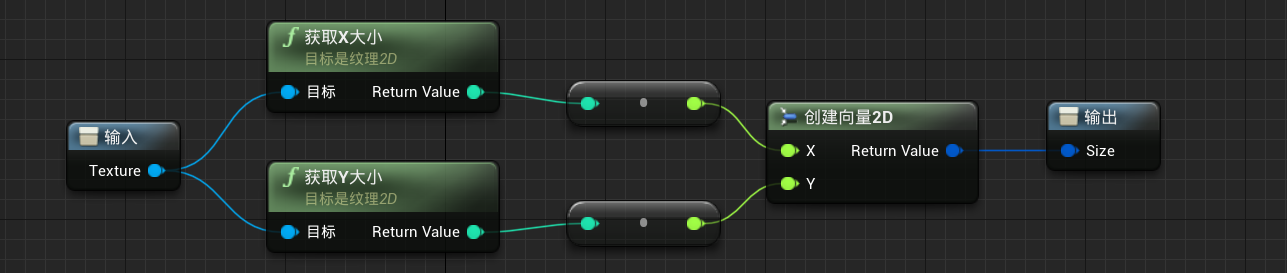 输入
Texture
f 获取X大小
目标是纹理2D
目标 Return Value
f 获取Y大小
目标是纹理2D
目标 Return Value
创建向量2D
X Return Value
Y
输出
Size